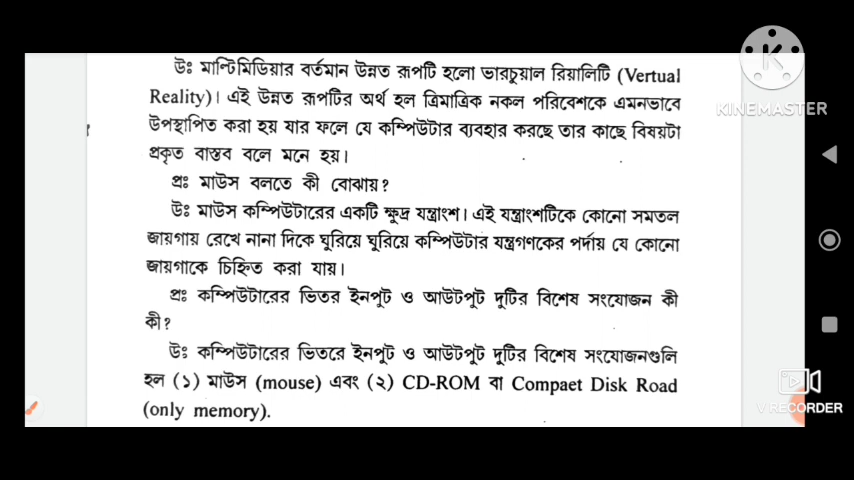 উঃ মাল্টিমিডিয়ার বর্তমান উন্নত রূপটি হলো ভারচুয়াল রিয়ালিটি (Vertual
Reality)। এই উন্নত রূপটির অর্থ হল ত্রিমাত্রিক নকল পরিবেশকে এমনভাবে
উপস্থাপিত করা হয় যার ফলে যে কম্পিউটার ব্যবহার করছে তার কাছে বিষয়টা
প্রকৃত বাস্তব বলে মনে হয়।
প্রঃ মাউস বলতে কী বোঝায়?
উঃ মাউস কম্পিউটারের একটি ক্ষুদ্র যন্ত্রাংশ। এই যন্ত্রাংশটিকে কোনো সমতল
জায়গায় রেখে নানা দিকে ঘুরিয়ে ঘুরিয়ে কম্পিউটার যন্ত্রগণকের পর্দায় যে কোনো
জায়গাকে চিহ্নিত করা যায়।
প্রঃ কম্পিউটারের ভিতর ইনপুট ও আউটপুট দুটির বিশেষ সংযোজন কী
কী?
উঃ কম্পিউটারের ভিতরে ইনপুট ও আউটপুট দুটির বিশেষ সংযোজনগুলি
হল (১) মাউস (mouse) এবং (২) CD-ROM বা Compaet Disk Road
(only memory).
K
KINEMASTER
V RECORDER